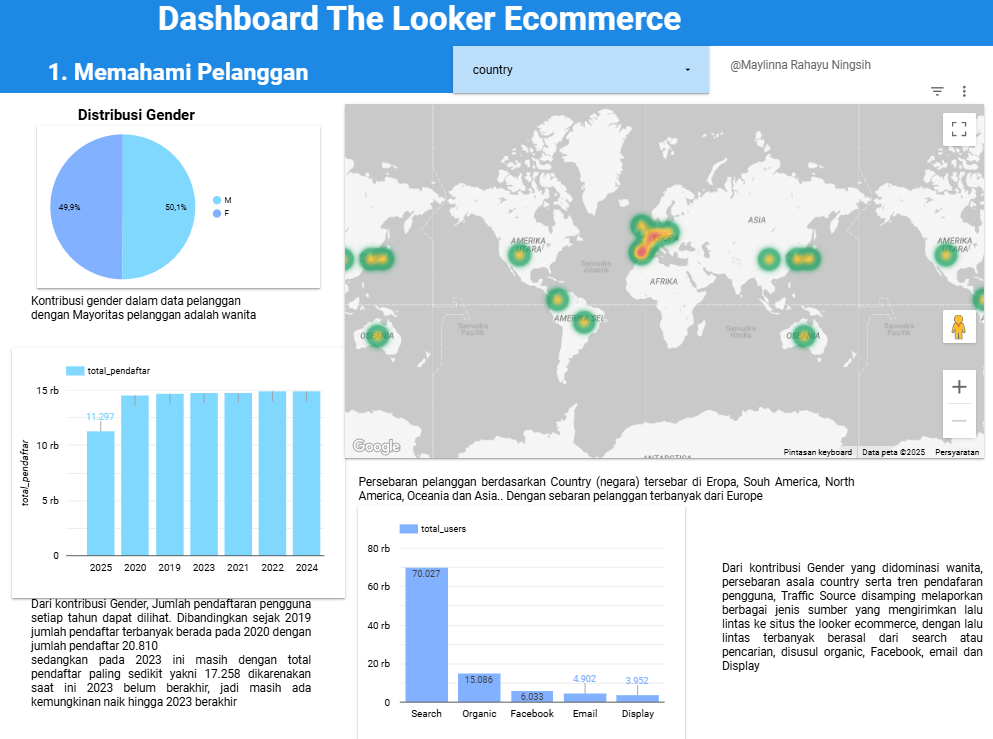 Dashboard The Looker Ecommerce
1. Memahami Pelanggan
country
@Maylinna Rahayu Ningsih
Distribusi Gender
49,9%
50,1%
M
F
Kontribusi gender dalam data pelanggan
dengan Mayoritas pelanggan adalah wanita
AMERIKA
UTARA
EROPA
ASIA
AMERIKA
UTARA
Samudra
Atlantik
AFRIKA
AMERIKA SEL
OSEANIA
Samudra
Pasifik
Samudra
Hindia
OSEANIA
Samudra
Pasifik
A
ANTARCTICA
Google
Pintasan keyboard
Data peta ©2025
Persyaratan
total_pendaftar
total_pendaftar
15 rb
10 rb
5 rb
0
11.297
2025
2020
2019
2023
2021
2022
2024
Dari kontribusi Gender, Jumlah pendaftaran pengguna
setiap tahun dapat dilihat. Dibandingkan sejak 2019
jumlah pendaftar terbanyak berada pada 2020 dengan
jumlah pendaftar 20.810
sedangkan pada 2023 ini masih dengan total
pendaftar paling sedikit yakni 17.258 dikarenakan
saat ini 2023 belum berakhir, jadi masih ada
kemungkinan naik hingga 2023 berakhir
Persebaran pelanggan berdasarkan Country (negara) tersebar di Eropa, Souh America, North
America, Oceania dan Asia.. Dengan sebaran pelanggan terbanyak dari Europe
total_users
80 rb
60 rb
40 rb
20 rb
0
70.027
15.086
6.033
4.902
3.952
Search
Organic
Facebook
Email
Display
Dari kontribusi Gender yang didominasi wanita,
persebaran asala country serta tren pendafaran
pengguna, Traffic Source disamping melaporkan
berbagai jenis sumber yang mengirimkan lalu
lintas ke situs the looker ecommerce, dengan lalu
lintas terbanyak berasal dari search atau
pencarian, disusul organic, Facebook, email dan
Display